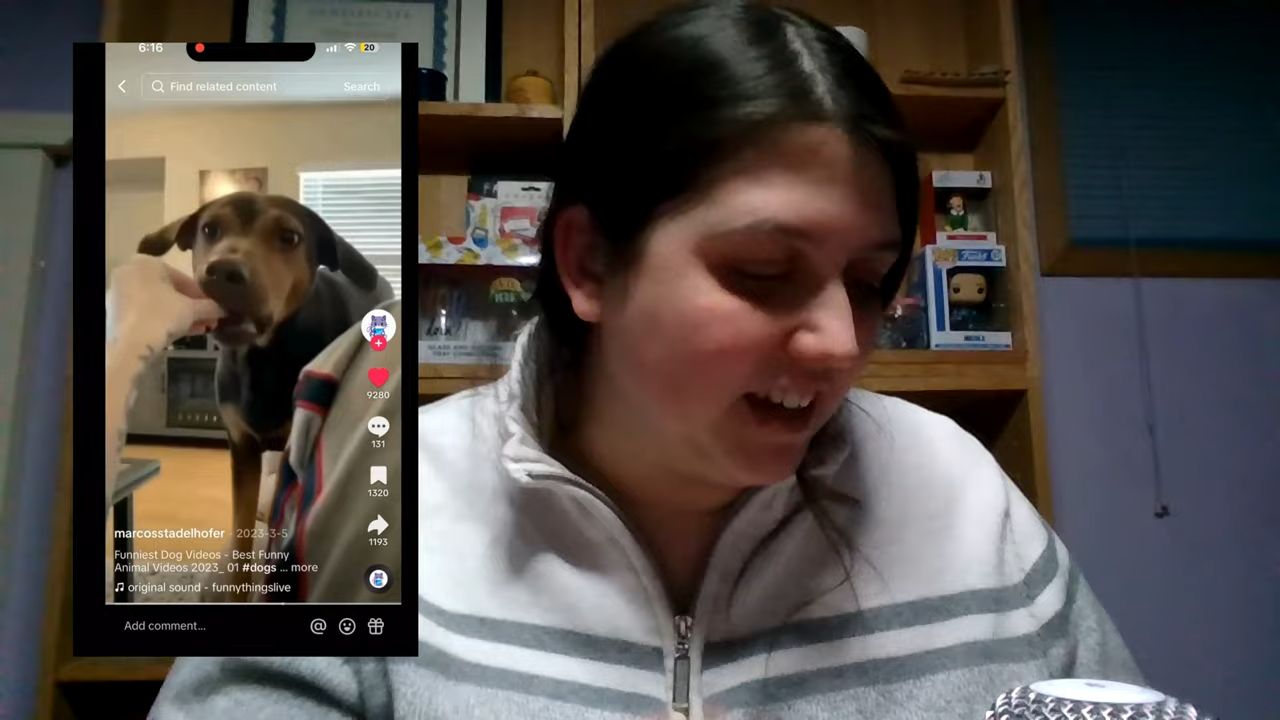 6:16
20
Find related content
Search
9280
131
1320
1193
marcosstadelhofer · 2023-3-5
Funniest Dog Videos - Best Funny
Animal Videos 2023_ 01 #dogs ... more
original sound - funnythingslive
Add comment...
Funko